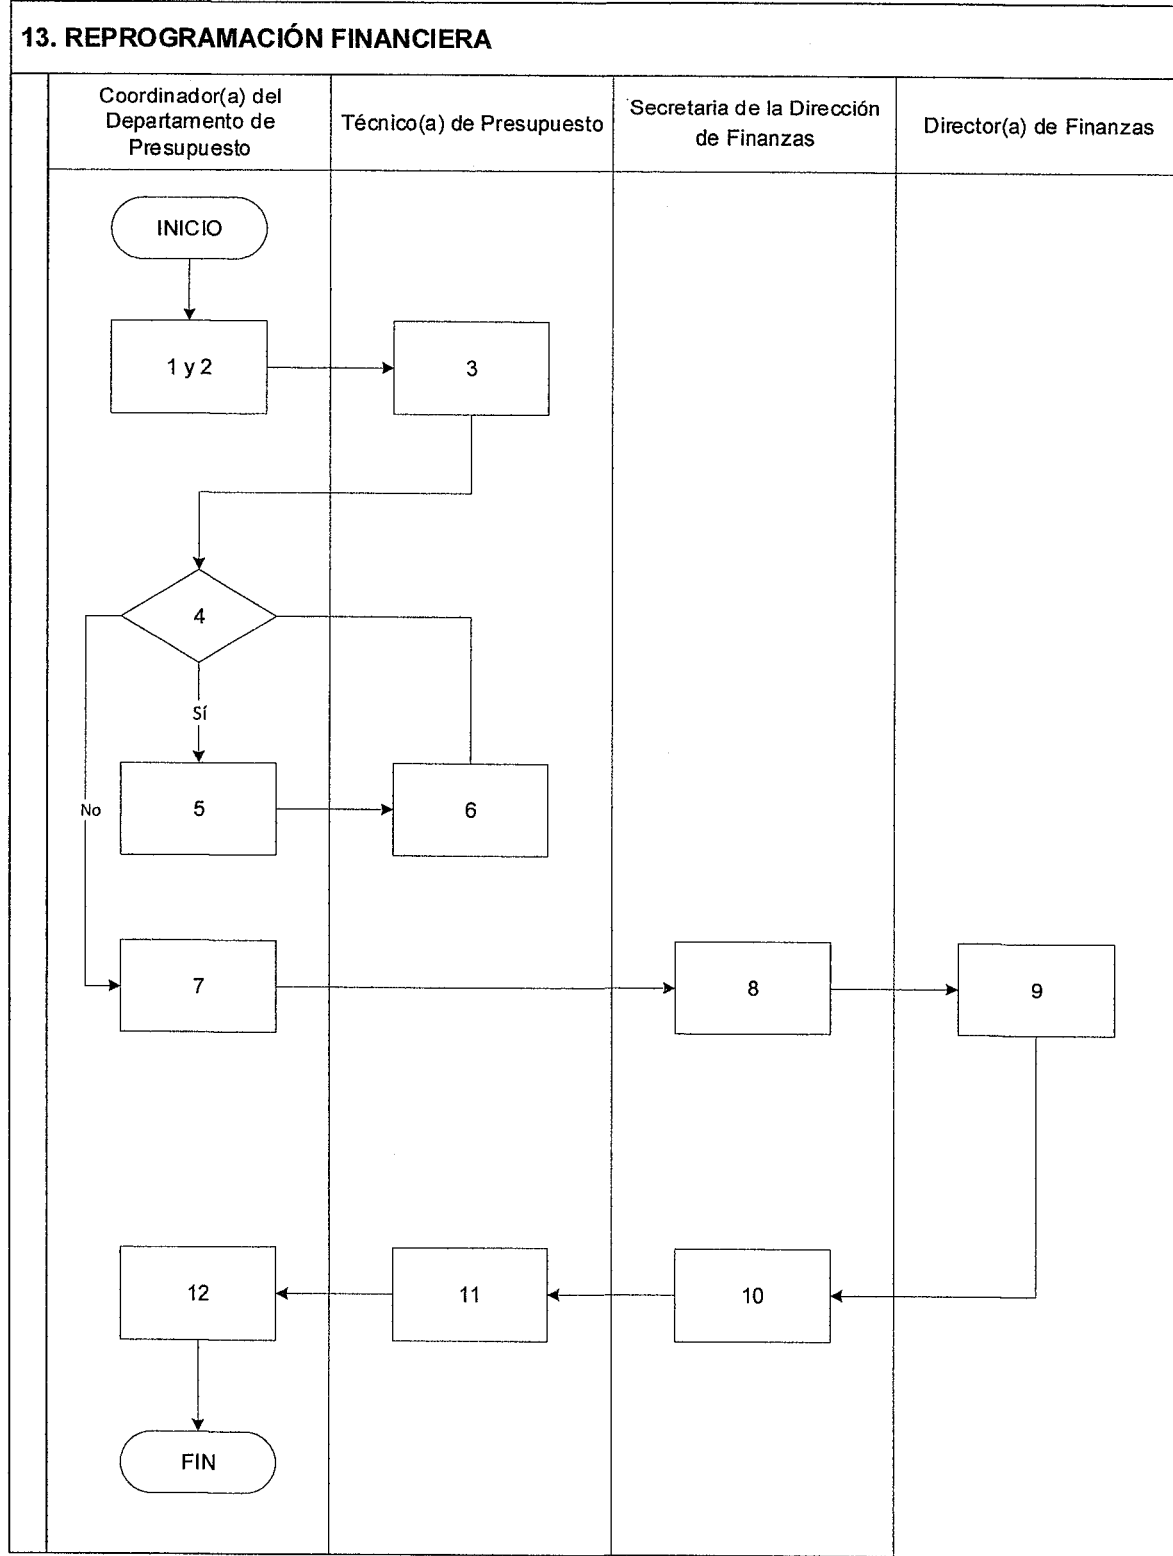 13. REPROGRAMACIÓN FINANCIERA
Coordinador(a) del
Departamento de
Presupuesto
Técnico(a) de Presupuesto
Secretaria de la Dirección
de Finanzas
Director(a) de Finanzas
INICIO
1 y 2
3
4
Sí
No
5
6
7
8
9
12
11
10
FIN